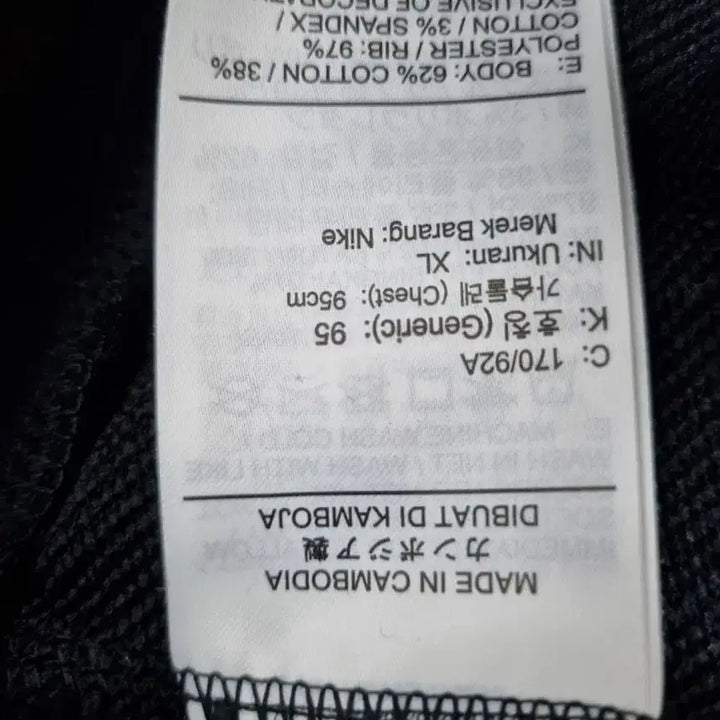 MADE IN CAMBODIA
カンボジア製
DIBUAT DI KAMBOJA
C: 170/92A
K: 호칭 (Generic): 95
가슴둘레 (Chest): 95cm
IN: Ukuran: XL
Merek Barang: Nike
E: BODY: 62% COTTON / 38%
POLYESTER / RIB: 97%
COTTON / 3% SPANDEX /
EXCLUSIVE OF